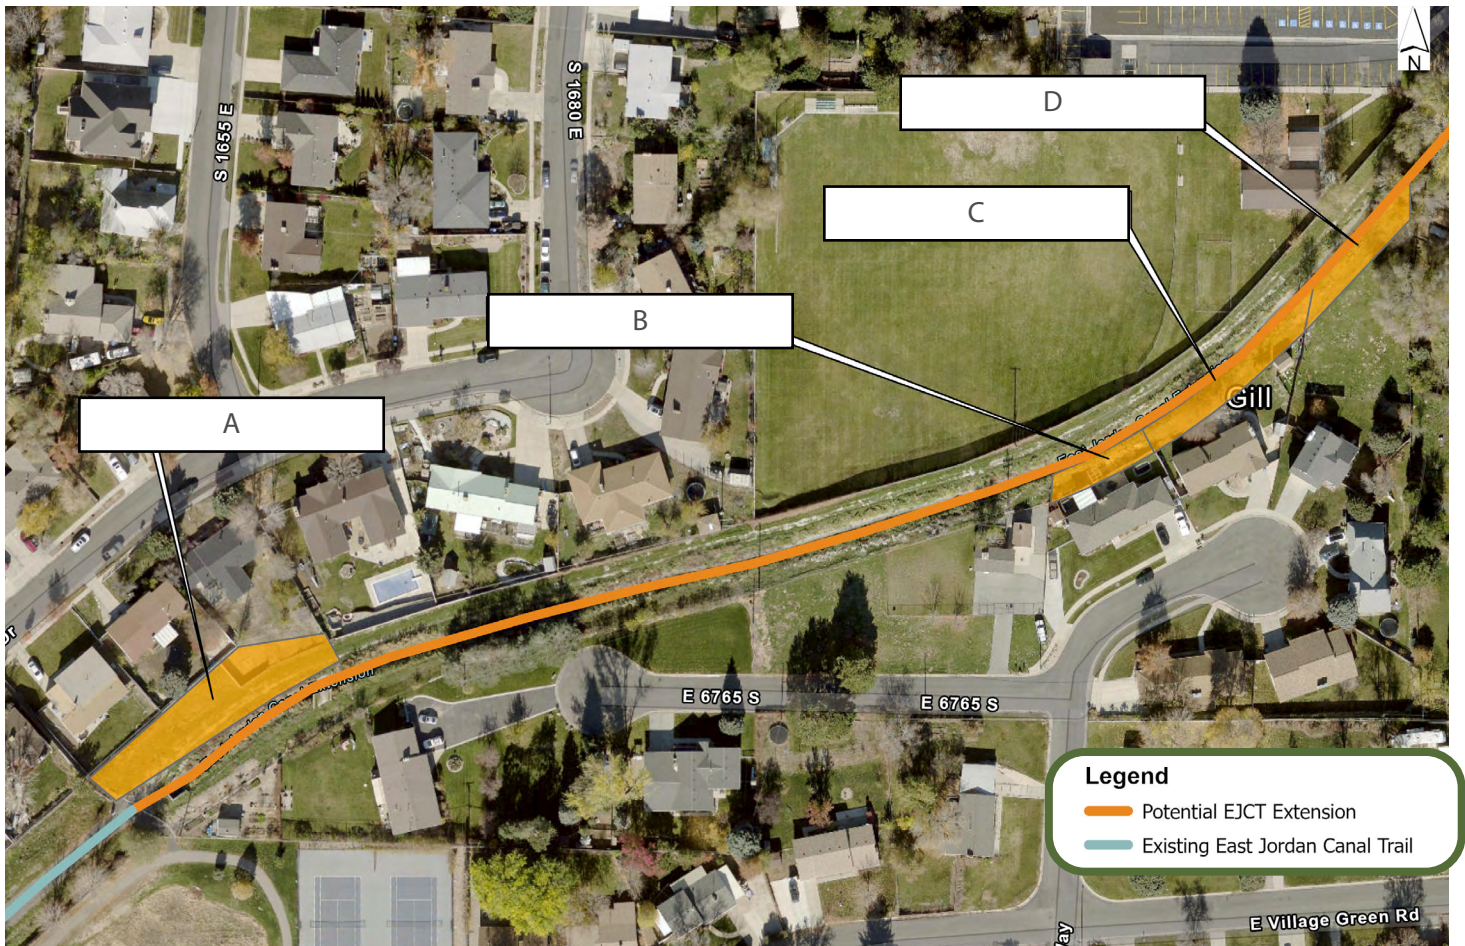 N
S 1655 E
S 1680 E
D
C
B
A
Gill
E 6765 S
E 6765 S
Legend
Potential EJCT Extension
Existing East Jordan Canal Trail
E Village Green Rd